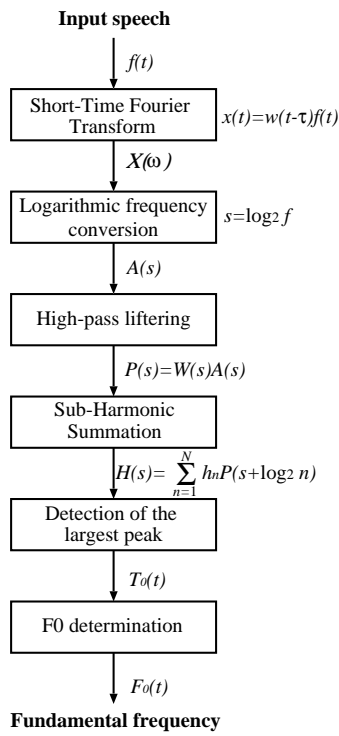 Input speech
f(t)
Short-Time Fourier
Transform
x(t)=w(t-τ)f(t)
X(ω)
Logarithmic frequency
conversion
s=log₂ f
A(s)
High-pass liftering
P(s)=W(s)A(s)
Sub-Harmonic
Summation
H(s)= ∑ₙ₌₁ᴺ hₙP(s+log₂ n)
Detection of the
largest peak
T₀(t)
F0 determination
F₀(t)
Fundamental frequency